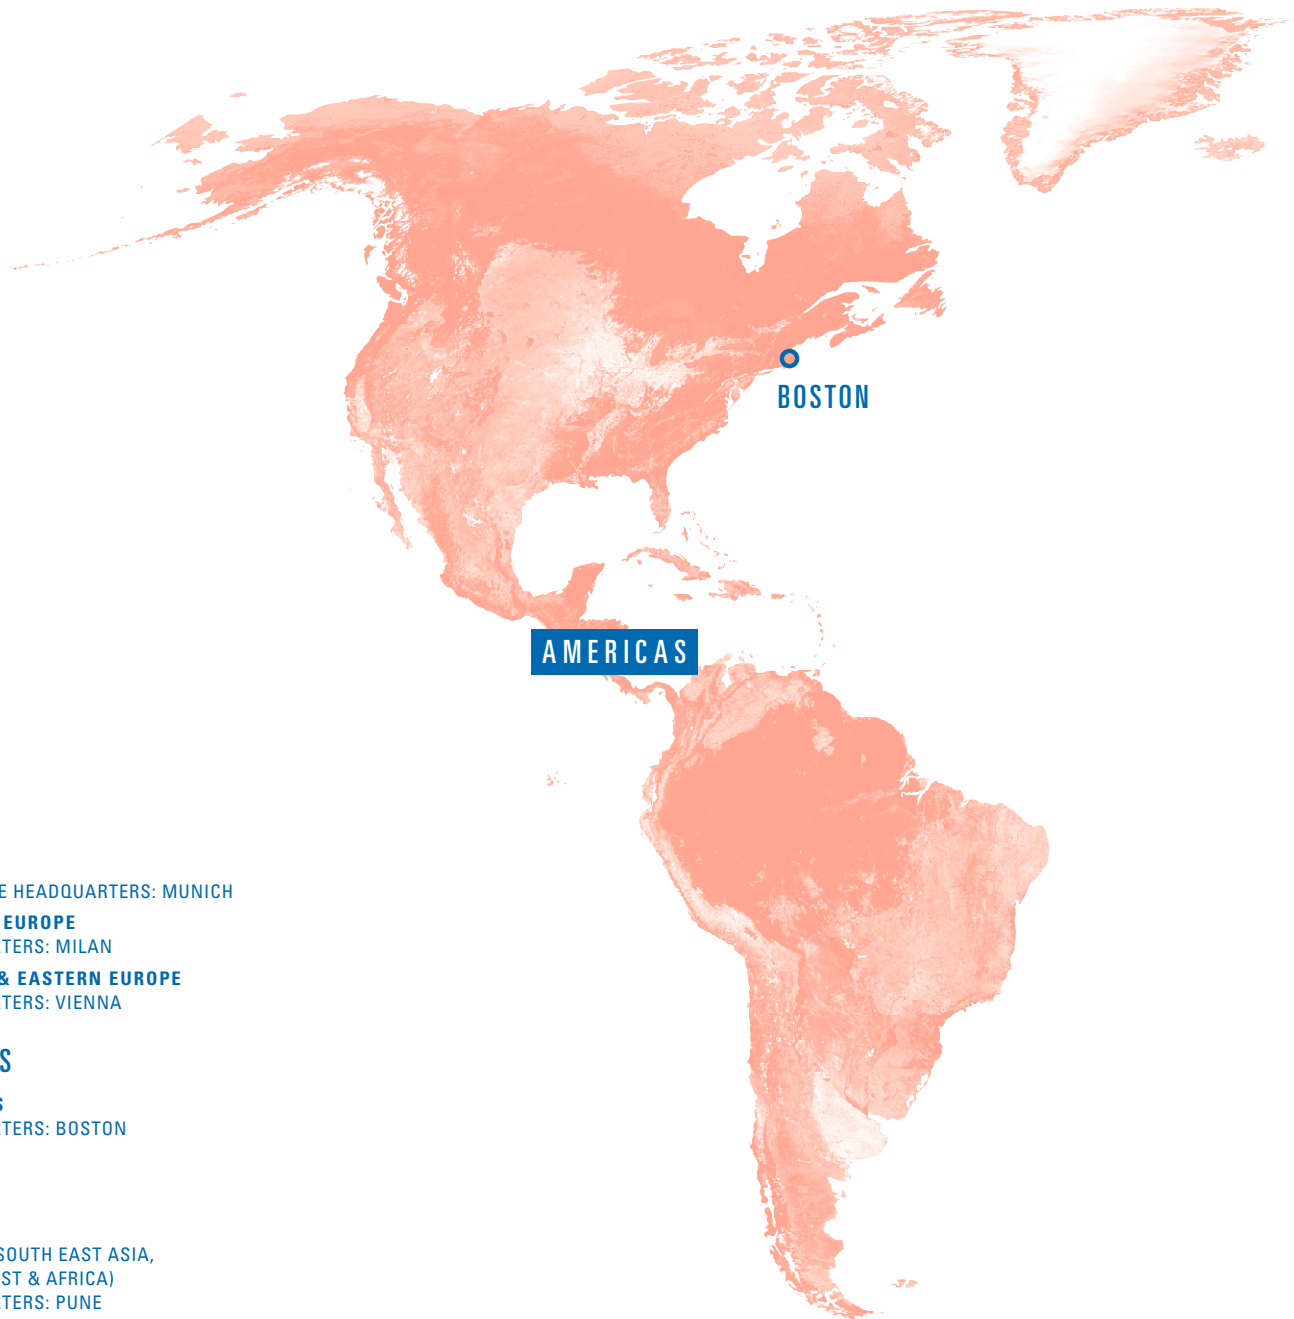 BOSTON
AMERICAS
E HEADQUARTERS: MUNICH
EUROPE
TERS: MILAN
& EASTERN EUROPE
TERS: VIENNA
S
S
TERS: BOSTON
SOUTH EAST ASIA,
ST & AFRICA)
TERS: PUNE